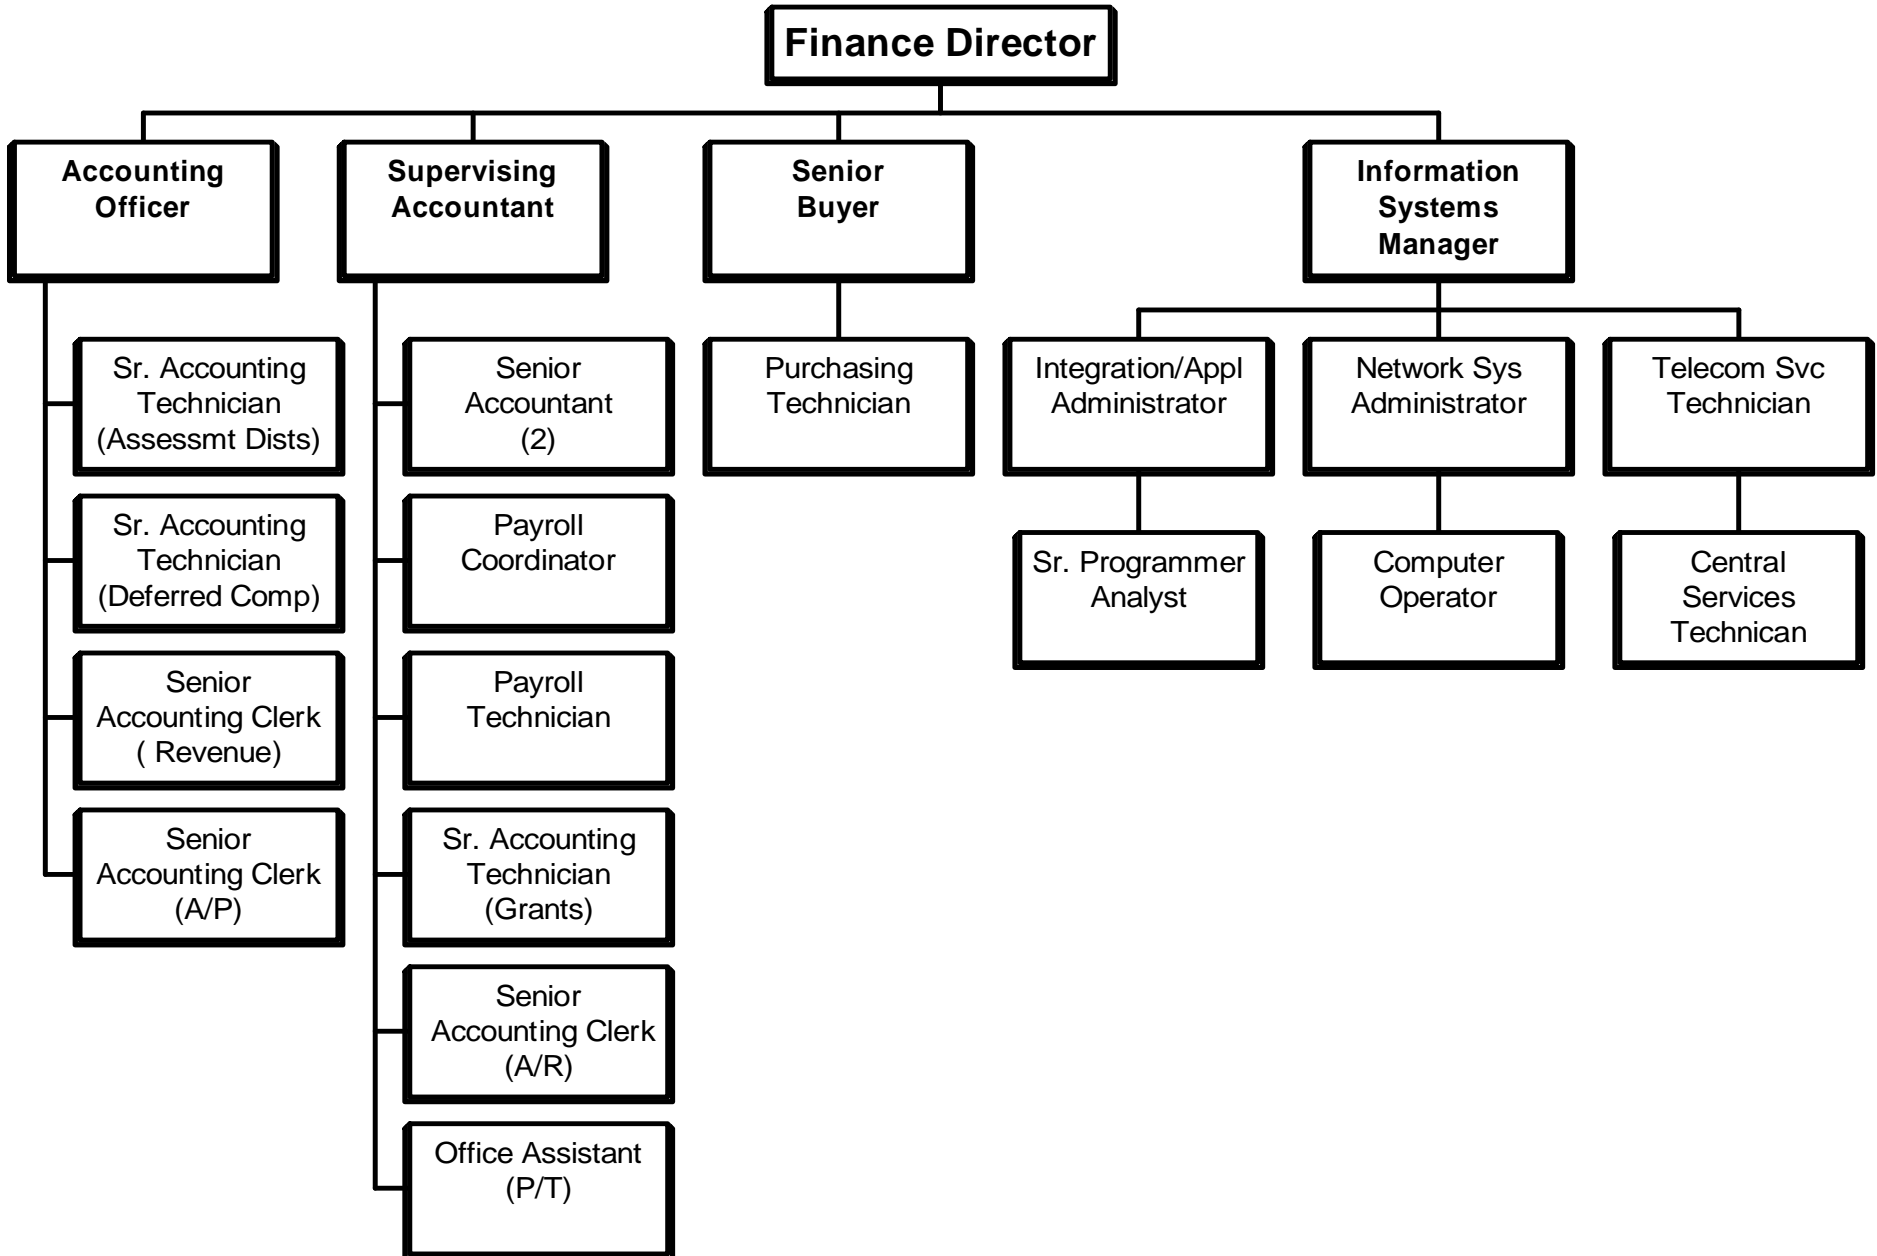 Finance Director
Accounting
Officer
Supervising
Accountant
Senior
Buyer
Information
Systems
Manager
Sr. Accounting
Technician
(Assessmt Dists)
Senior
Accountant
(2)
Purchasing
Technician
Integration/Appl
Administrator
Network Sys
Administrator
Telecom Svc
Technician
Sr. Accounting
Technician
(Deferred Comp)
Payroll
Coordinator
Sr. Programmer
Analyst
Computer
Operator
Central
Services
Technican
Senior
Accounting Clerk
( Revenue)
Payroll
Technician
Senior
Accounting Clerk
(A/P)
Sr. Accounting
Technician
(Grants)
Senior
Accounting Clerk
(A/R)
Office Assistant
(P/T)